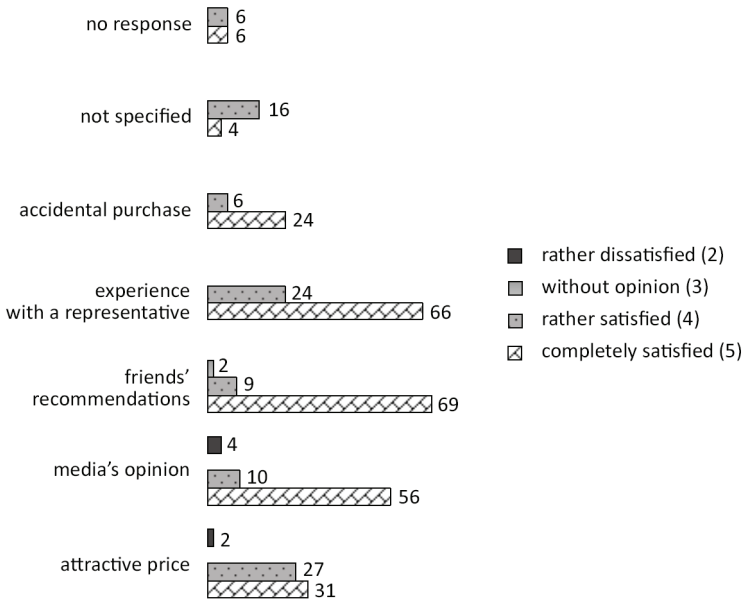 no response
6
6
not specified
16
4
accidental purchase
6
24
experience
with a representative
24
66
friends’
recommendations
2
9
69
media’s opinion
4
10
56
attractive price
2
27
31
rather dissatisfied (2)
without opinion (3)
rather satisfied (4)
completely satisfied (5)